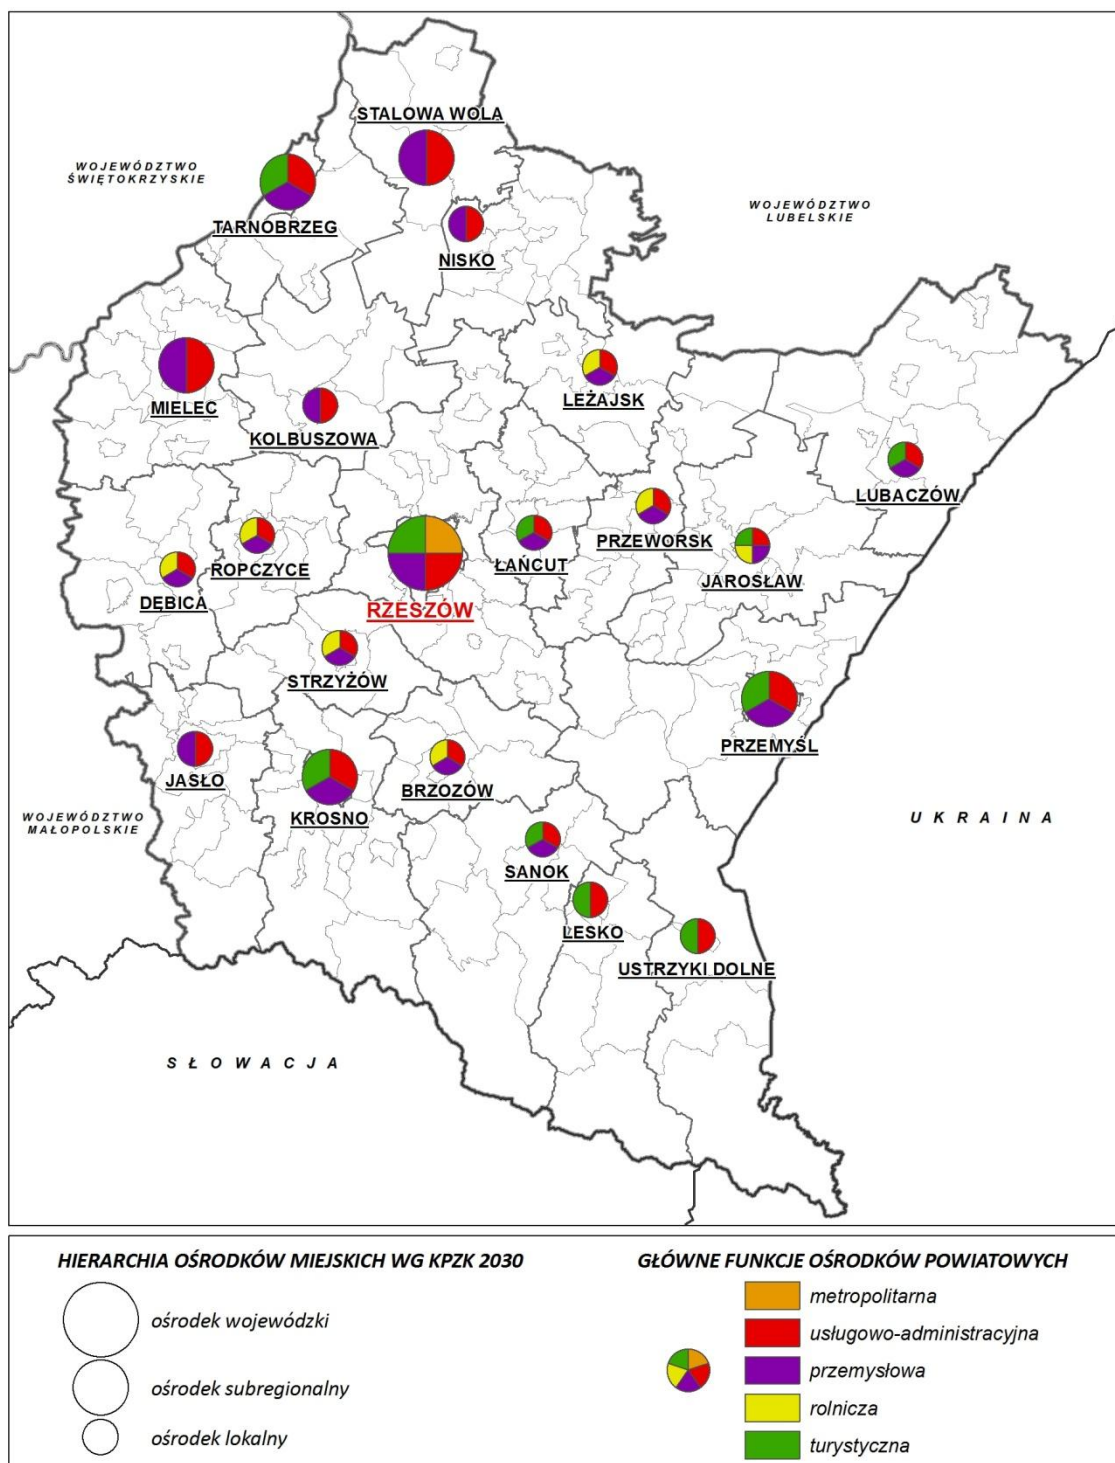 STALOWA WOLA
WOJEWÓDZTWO
ŚWIĘTOKRZYSKIE
WOJEWÓDZTWO
LUBELSKIE
TARNOBRZEG
NISKO
MIELEC
KOLBUSZOWA
LEŻAJSK
LUBACZÓW
PRZEWORSK
ROPCZYCE
ŁAŃCUT
JAROSŁAW
DĘBICA
RZESZÓW
STRZYŻÓW
PRZEMYŚL
JASŁO
BRZOZÓW
KROSNO
WOJEWÓDZTWO
MAŁOPOLSKIE
UKRAINA
SANOK
LESKO
USTRZYKI DOLNE
SŁOWACJA
HIERARCHIA OŚRODKÓW MIEJSKICH WG KPZK 2030
ośrodek wojewódzki
ośrodek subregionalny
ośrodek lokalny
GŁÓWNE FUNKCJE OŚRODKÓW POWIATOWYCH
metropolitarna
usługowo-administracyjna
przemysłowa
rolnicza
turystyczna